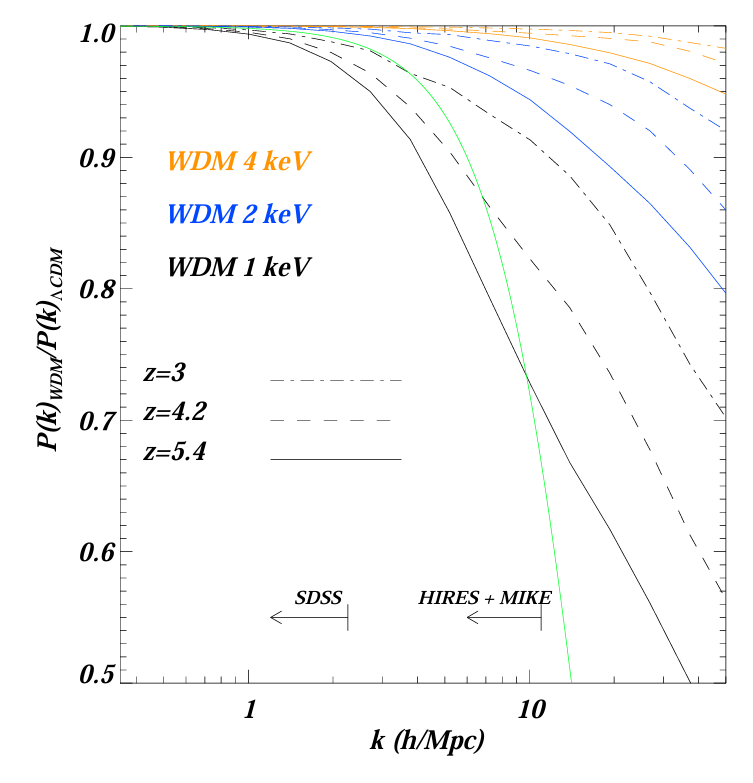 1.0
0.9
0.8
0.7
0.6
0.5
P(k)WDM/P(k)ΛCDM
WDM 4 keV
WDM 2 keV
WDM 1 keV
z=3
z=4.2
z=5.4
SDSS
HIRES + MIKE
1
10
k (h/Mpc)